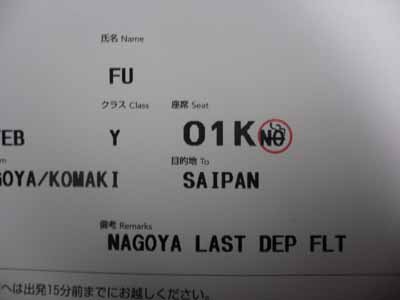 氏名 Name
FU
クラス Class 座席 Seat
FEB Y 01K NO
目的地 To
GOYA/KOMAKI SAIPAN
備考 Remarks
NAGOYA LAST DEP FLT
へは出発15分前までにお越しください。